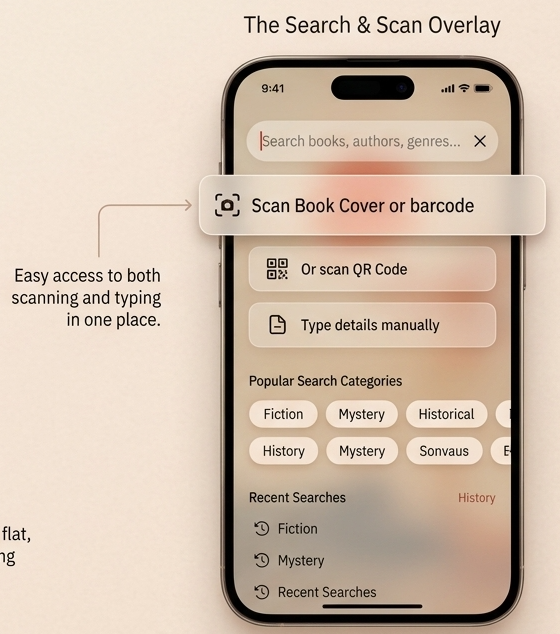 The Search & Scan Overlay
9:41
Search books, authors, genres...
Scan Book Cover or barcode
Or scan QR Code
Type details manually
Easy access to both
scanning and typing
in one place.
Popular Search Categories
Fiction Mystery Historical
History Mystery Sonvaus
Recent Searches History
Fiction
Mystery
Recent Searches
flat,